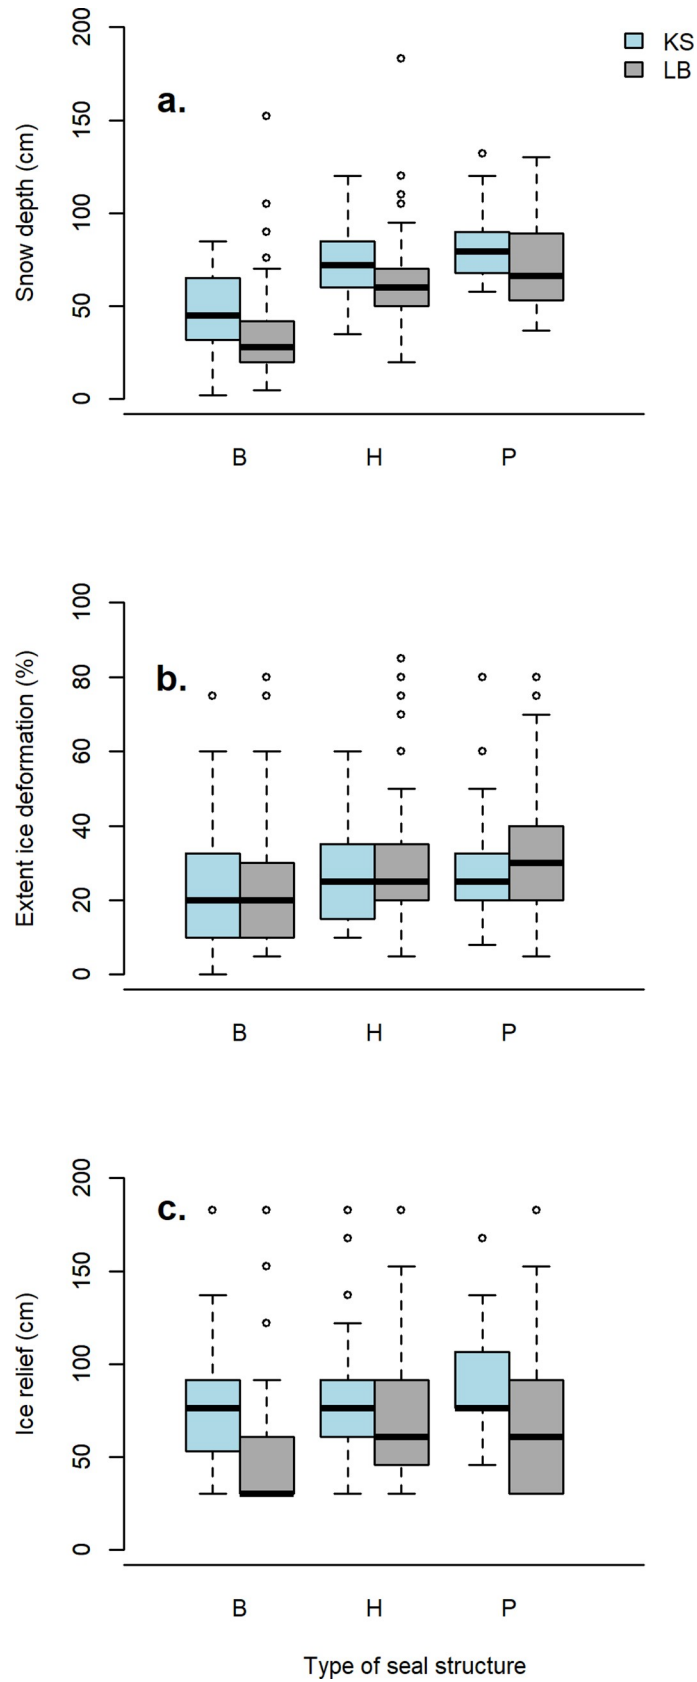 KS
LB
a.
Snow depth (cm)
200
150
100
50
0
B H P
b.
Extent ice deformation (%)
100
80
60
40
20
0
B H P
c.
Ice relief (cm)
200
150
100
50
0
B H P
Type of seal structure